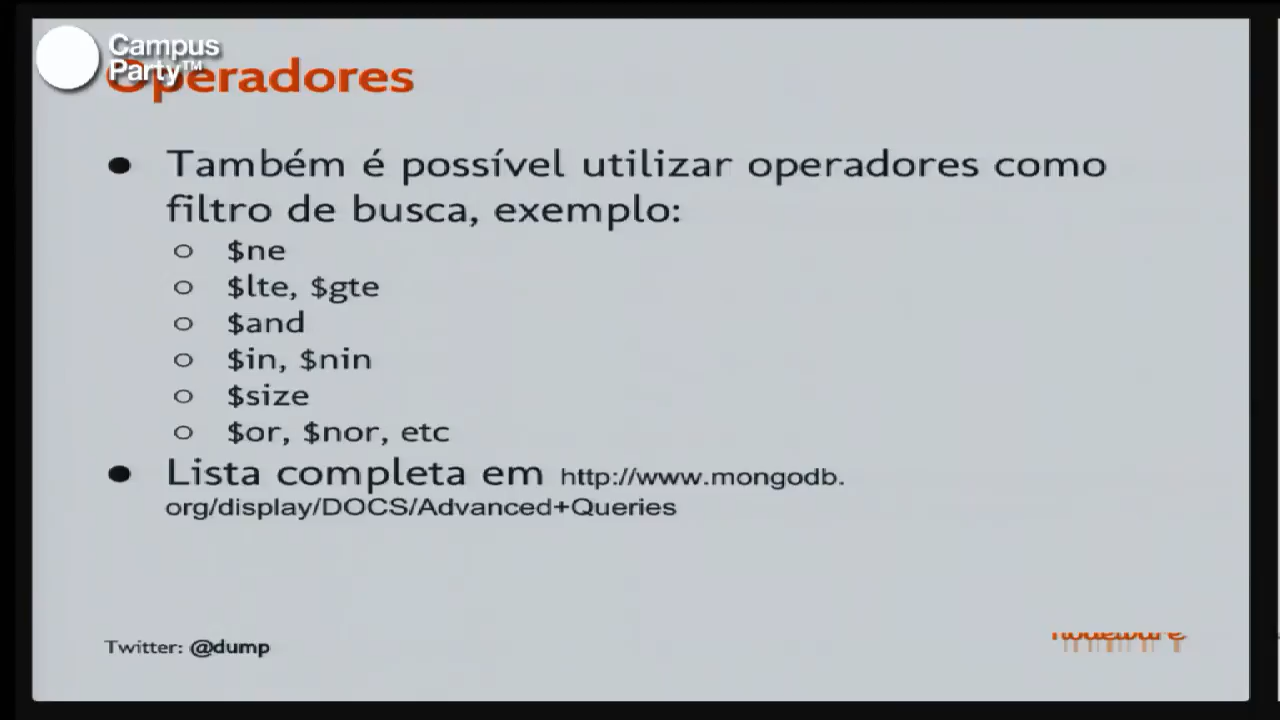 Campus
Party™
Operadores
● Também é possível utilizar operadores como
filtro de busca, exemplo:
○ $ne
○ $lte, $gte
○ $and
○ $in, $nin
○ $size
○ $or, $nor, etc
● Lista completa em http://www.mongodb.
org/display/DOCS/Advanced+Queries
Twitter: @dump